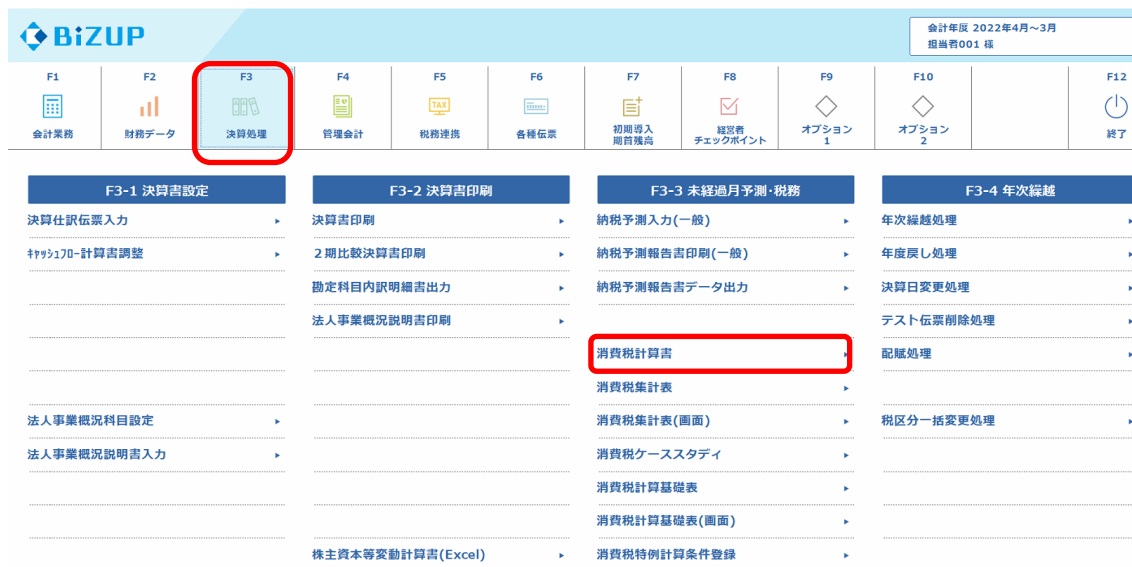 BiZUP
会計年度 2022年4月～3月
担当者001 様
F1
F2
F3
F4
F5
F6
F7
F8
F9
F10
F12
TAX
会計業務
財務データ
決算処理
管理会計
税務連携
各種伝票
初期導入
期首残高
経営者
チェックポイント
オプション
1
オプション
2
終了
F3-1 決算書設定
決算仕訳伝票入力
ｷｬｯｼｭﾌﾛｰ計算書調整
法人事業概況科目設定
法人事業概況説明書入力
F3-2 決算書印刷
決算書印刷
２期比較決算書印刷
勘定科目内訳明細書出力
法人事業概況説明書印刷
株主資本等変動計算書(Excel)
F3-3 未経過月予測･税務
納税予測入力(一般)
納税予測報告書印刷(一般)
納税予測報告書データ出力
消費税計算書
消費税集計表
消費税集計表(画面)
消費税ケーススタディ
消費税計算基礎表
消費税計算基礎表(画面)
消費税特例計算条件登録
F3-4 年次繰越
年次繰越処理
年度戻し処理
決算日変更処理
テスト伝票削除処理
配賦処理
税区分一括変更処理